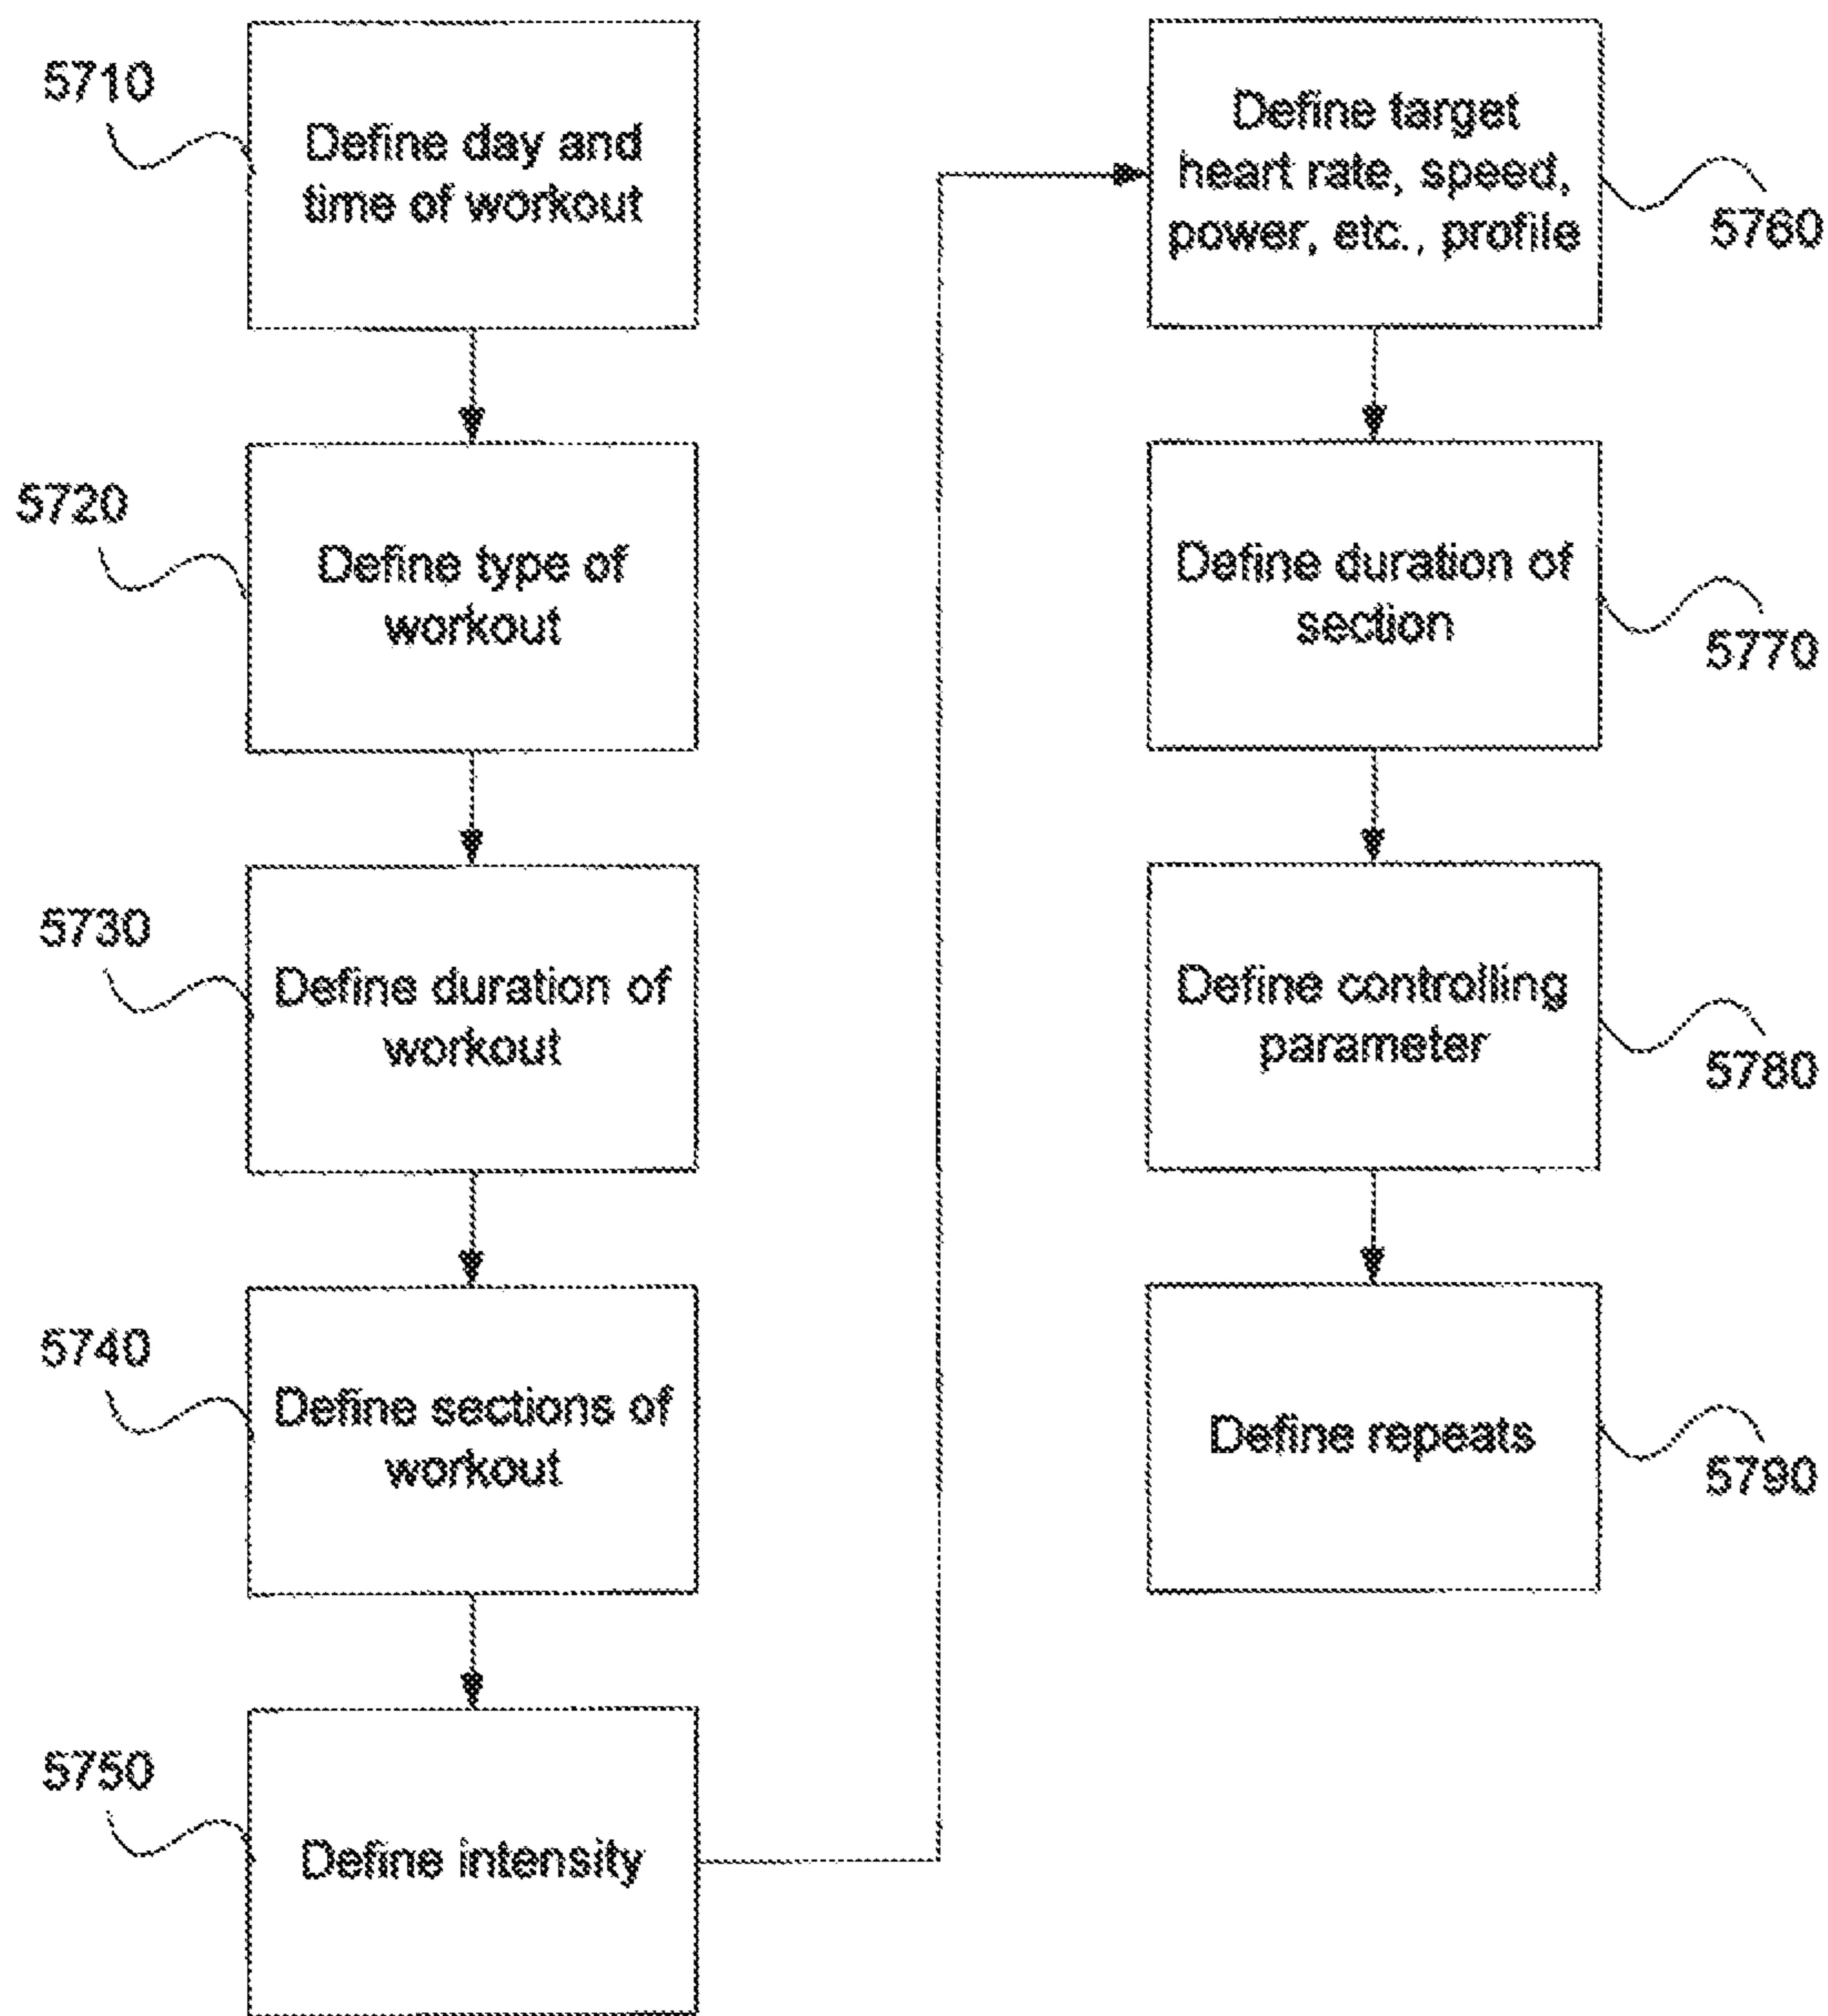 5710
Define day and
time of workout
5720
Define type of
workout
5730
Define duration of
workout
5740
Define sections of
workout
5750
Define intensity
Define target
heart rate, speed,
power, etc., profile
5760
Define duration of
section
5770
Define controlling
parameter
5780
Define repeats
5790